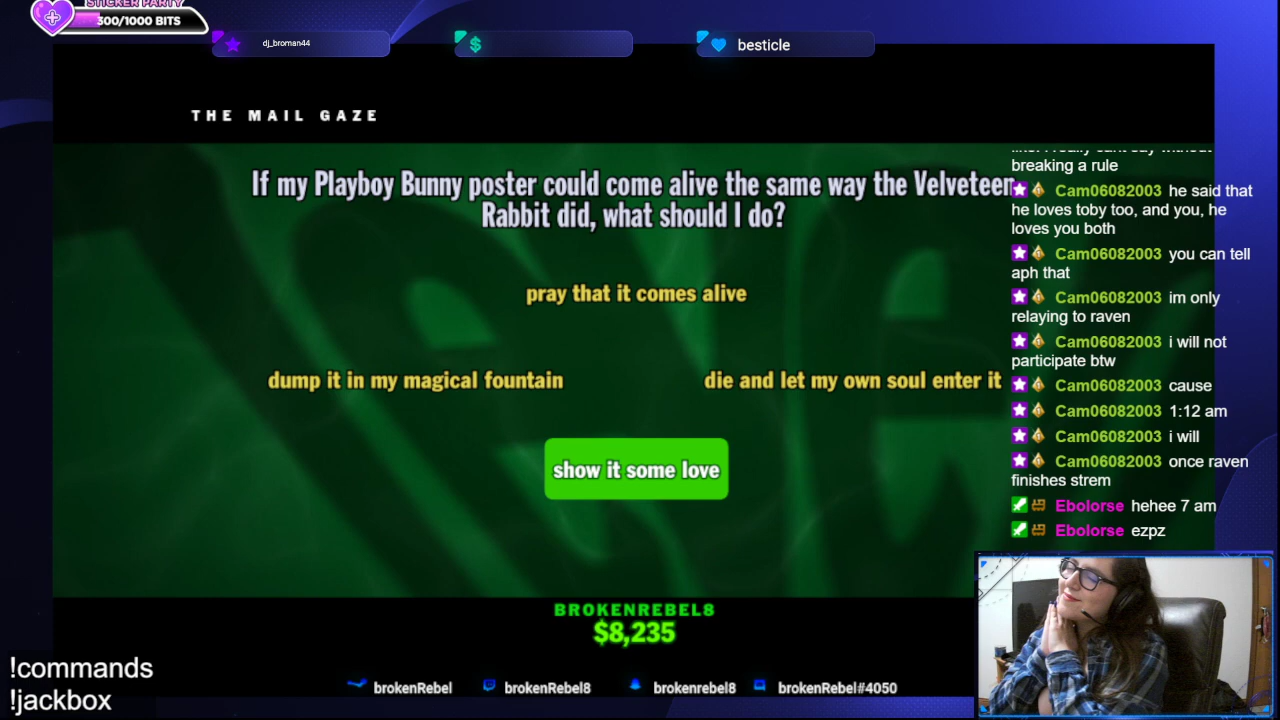 STICKER PARTY
300/1000 BITS
dj_broman44
besticle
THE MAIL GAZE
If my Playboy Bunny poster could come alive the same way the Velveteen
Rabbit did, what should I do?
pray that it comes alive
dump it in my magical fountain
die and let my own soul enter it
show it some love
BROKENREBEL8
$8,235
breaking a rule
Cam06082003 he said that
he loves toby too, and you, he
loves you both
Cam06082003 you can tell
aph that
Cam06082003 im only
relaying to raven
Cam06082003 i will not
participate btw
Cam06082003 cause
Cam06082003 1:12 am
Cam06082003 i will
Cam06082003 once raven
finishes strem
Ebolorse hehee 7 am
Ebolorse ezpz
!commands
!jackbox
brokenRebel
brokenRebel8
brokenrebel8
brokenRebel#4050